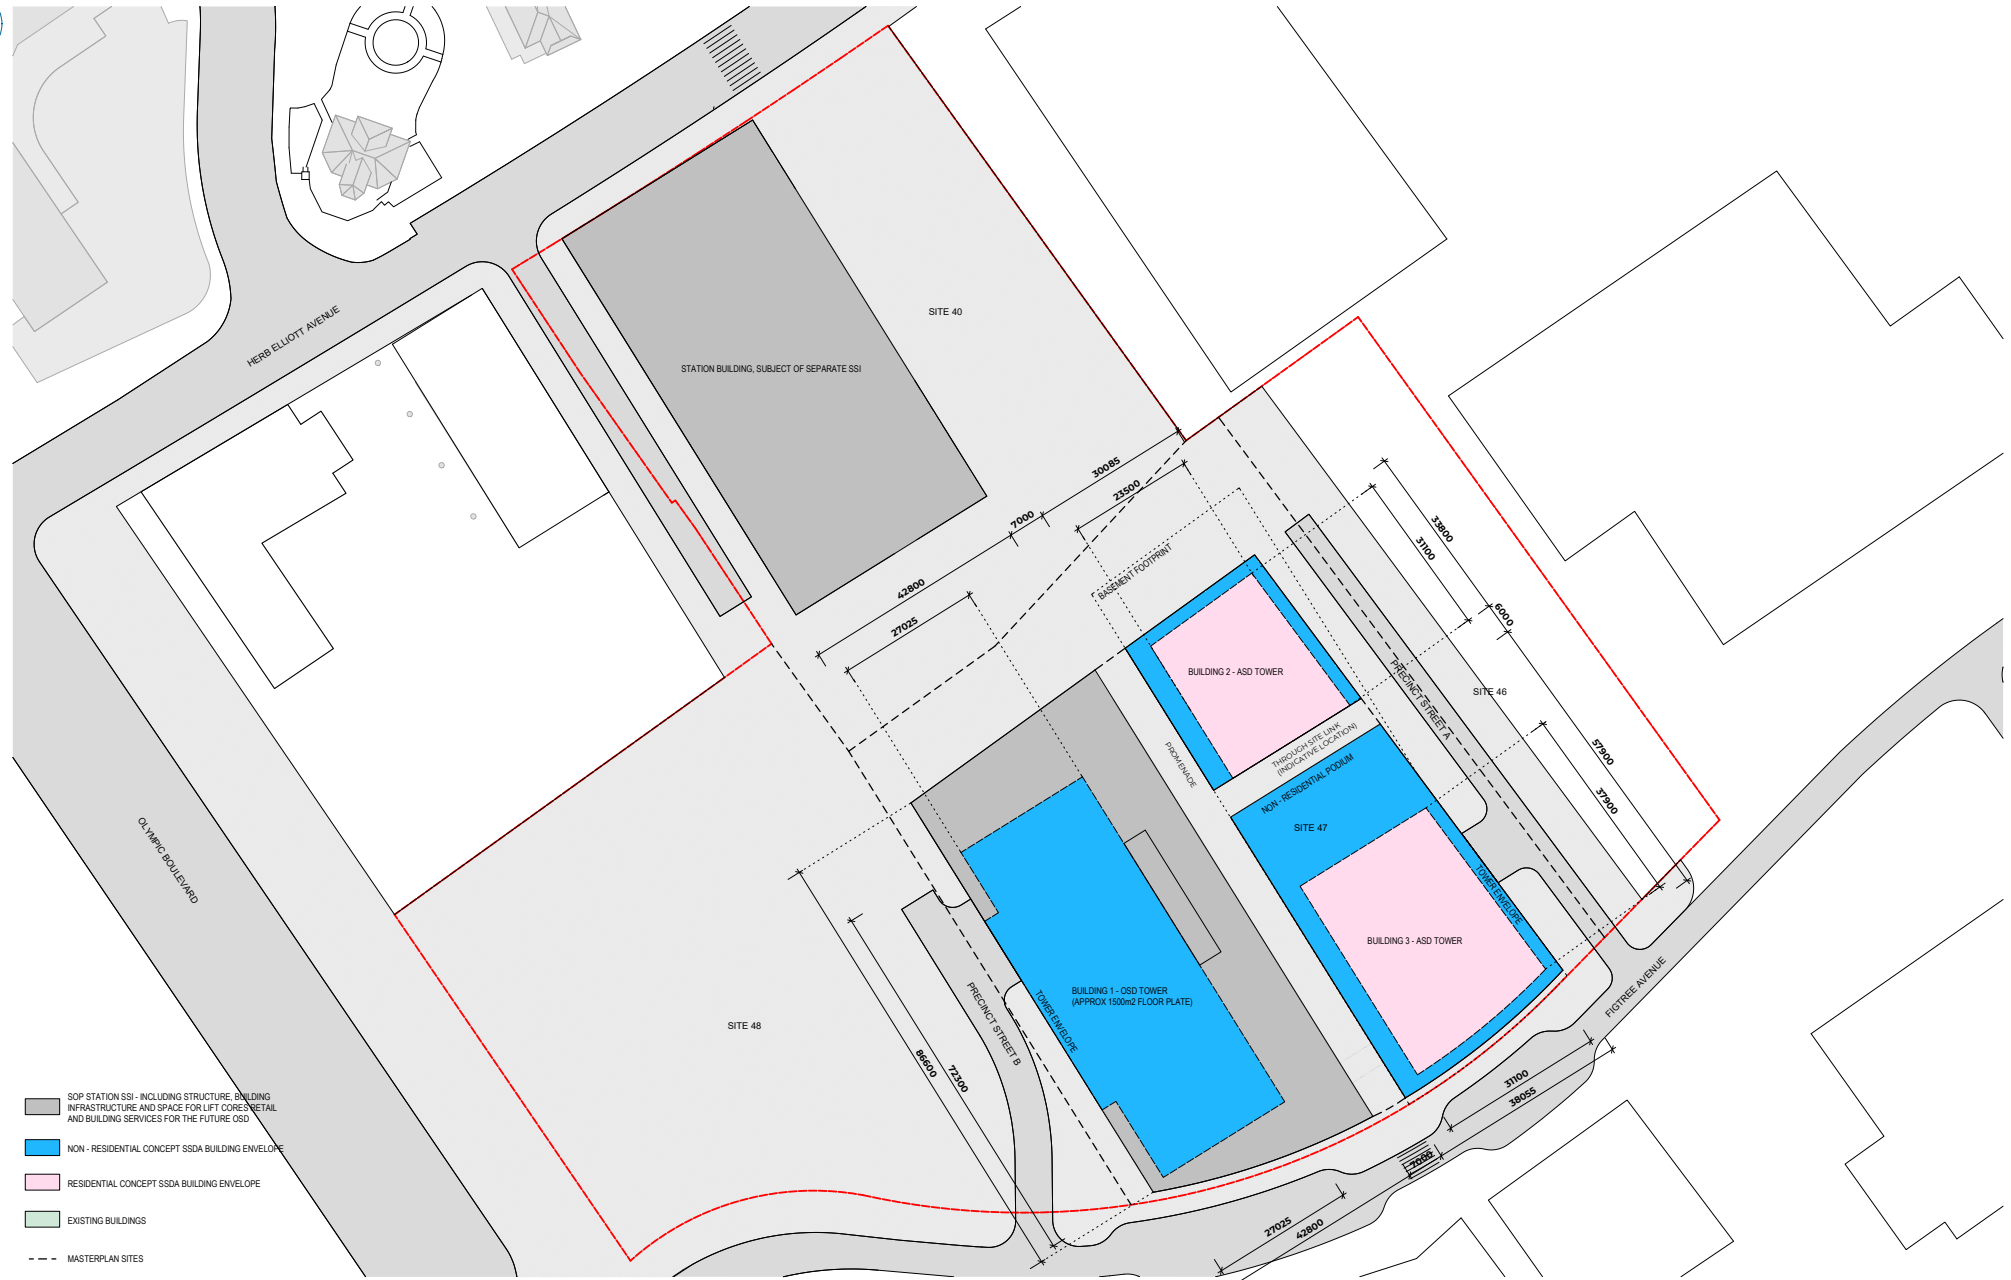 HERB ELLIOTT AVENUE
SITE 40
STATION BUILDING, SUBJECT OF SEPARATE SSI
30085
23500
7000
42800
27025
BASEMENT FOOTPRINT
33800
31100
6000
BUILDING 2 - ASD TOWER
PRECINCT STREET A
SITE 46
PROMENADE
THROUGH SITE LINK
(INDICATIVE LOCATION)
NON - RESIDENTIAL PODIUM
SITE 47
57900
37900
OLYMPIC BOULEVARD
TOWER ENVELOPE
BUILDING 3 - ASD TOWER
BUILDING 1 - OSD TOWER
(APPROX 1500m2 FLOOR PLATE)
TOWER ENVELOPE
PRECINCT STREET B
FIGTREE AVENUE
SITE 48
86600
72300
31100
38055
7000
27025
42800
SOP STATION SSI - INCLUDING STRUCTURE, BUILDING
INFRASTRUCTURE AND SPACE FOR LIFT CORES RETAIL
AND BUILDING SERVICES FOR THE FUTURE OSD
NON - RESIDENTIAL CONCEPT SSDA BUILDING ENVELOPE
RESIDENTIAL CONCEPT SSDA BUILDING ENVELOPE
EXISTING BUILDINGS
MASTERPLAN SITES